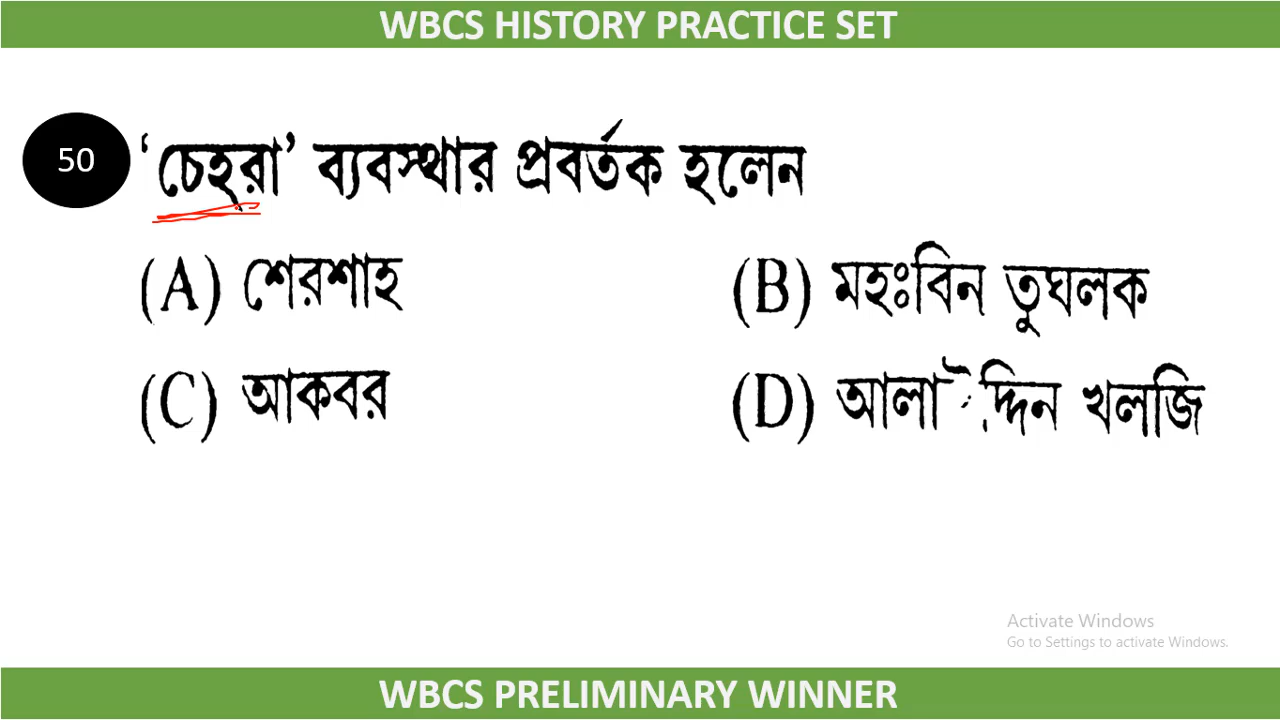 WBCS HISTORY PRACTICE SET
50 ‘চেহরা’ ব্যবস্থার প্রবর্তক হলেন
(A) শেরশাহ (B) মহঃবিন তুঘলক
(C) আকবর (D) খলজি
Activate Windows
Go to Settings to activate Windows.
WBCS PRELIMINARY WINNER